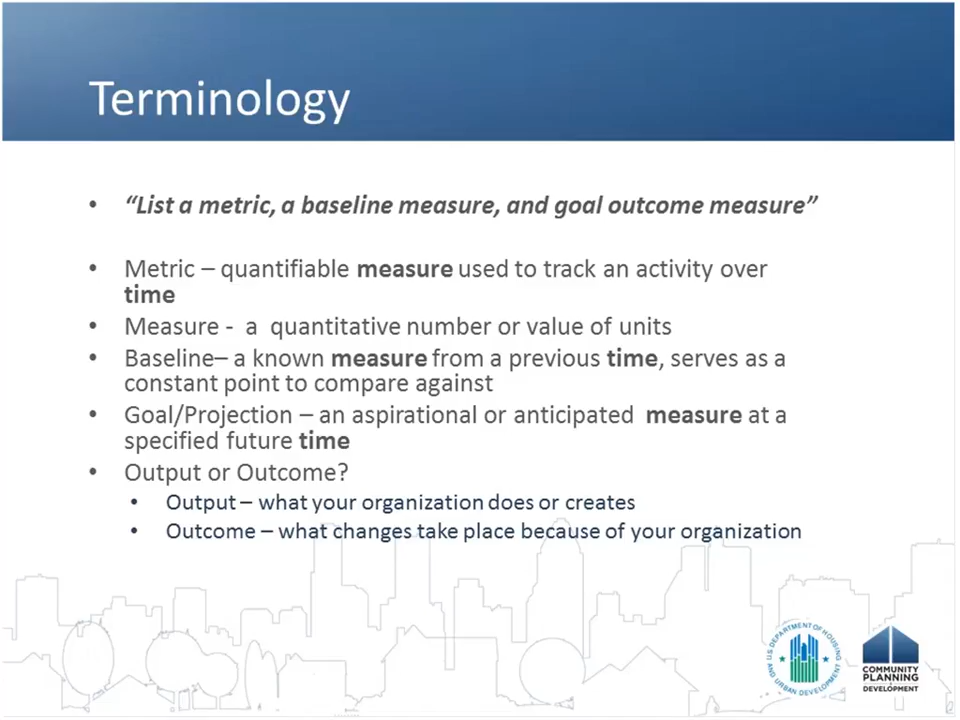 Terminology
• “List a metric, a baseline measure, and goal outcome measure”
• Metric – quantifiable measure used to track an activity over
time
• Measure - a quantitative number or value of units
• Baseline– a known measure from a previous time, serves as a
constant point to compare against
• Goal/Projection – an aspirational or anticipated measure at a
specified future time
• Output or Outcome?
• Output – what your organization does or creates
• Outcome – what changes take place because of your organization
U.S. DEPARTMENT OF HOUSING
AND URBAN DEVELOPMENT
COMMUNITY
PLANNING
DEVELOPMENT